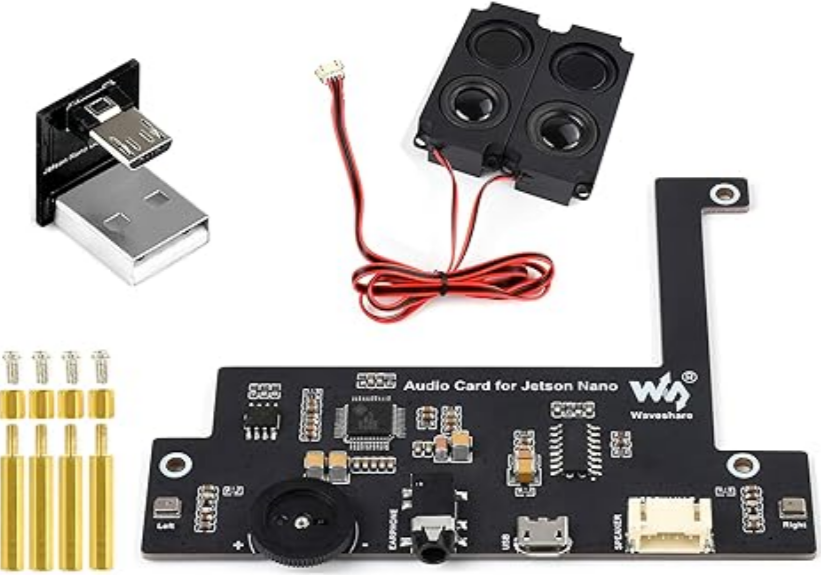 Audio Card for Jetson Nano
®
Waveshare
Left
+
-
EARPHONE
USB
SPEAKER
Right